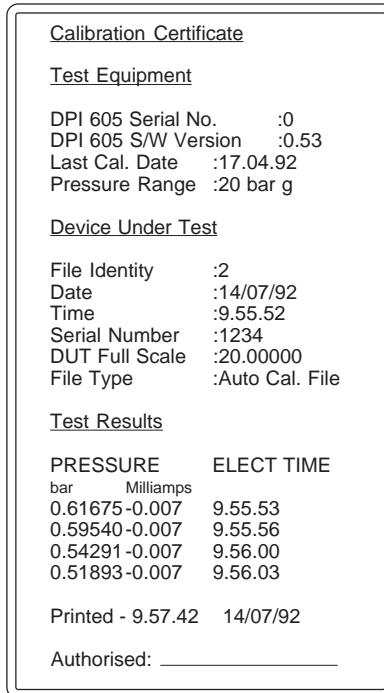 Calibration Certificate
Test Equipment
DPI 605 Serial No. :0
DPI 605 S/W Version :0.53
Last Cal. Date :17.04.92
Pressure Range :20 bar g
Device Under Test
File Identity :2
Date :14/07/92
Time :9.55.52
Serial Number :1234
DUT Full Scale :20.00000
File Type :Auto Cal. File
Test Results
PRESSURE ELECT TIME
bar Milliamps
0.61675 -0.007 9.55.53
0.59540 -0.007 9.55.56
0.54291 -0.007 9.56.00
0.51893 -0.007 9.56.03
Printed - 9.57.42 14/07/92
Authorised: